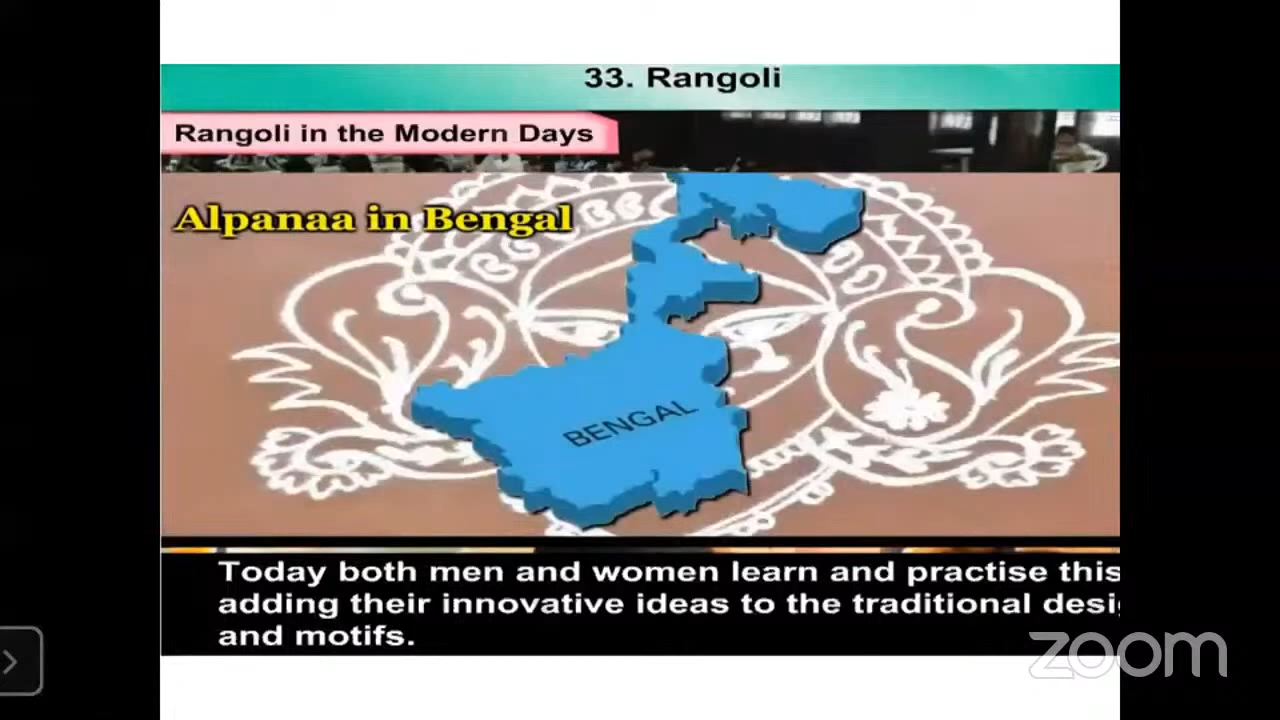 33. Rangoli
Rangoli in the Modern Days
Alpanaa in Bengal
BENGAL
Today both men and women learn and practise this
adding their innovative ideas to the traditional
and motifs.
zoom